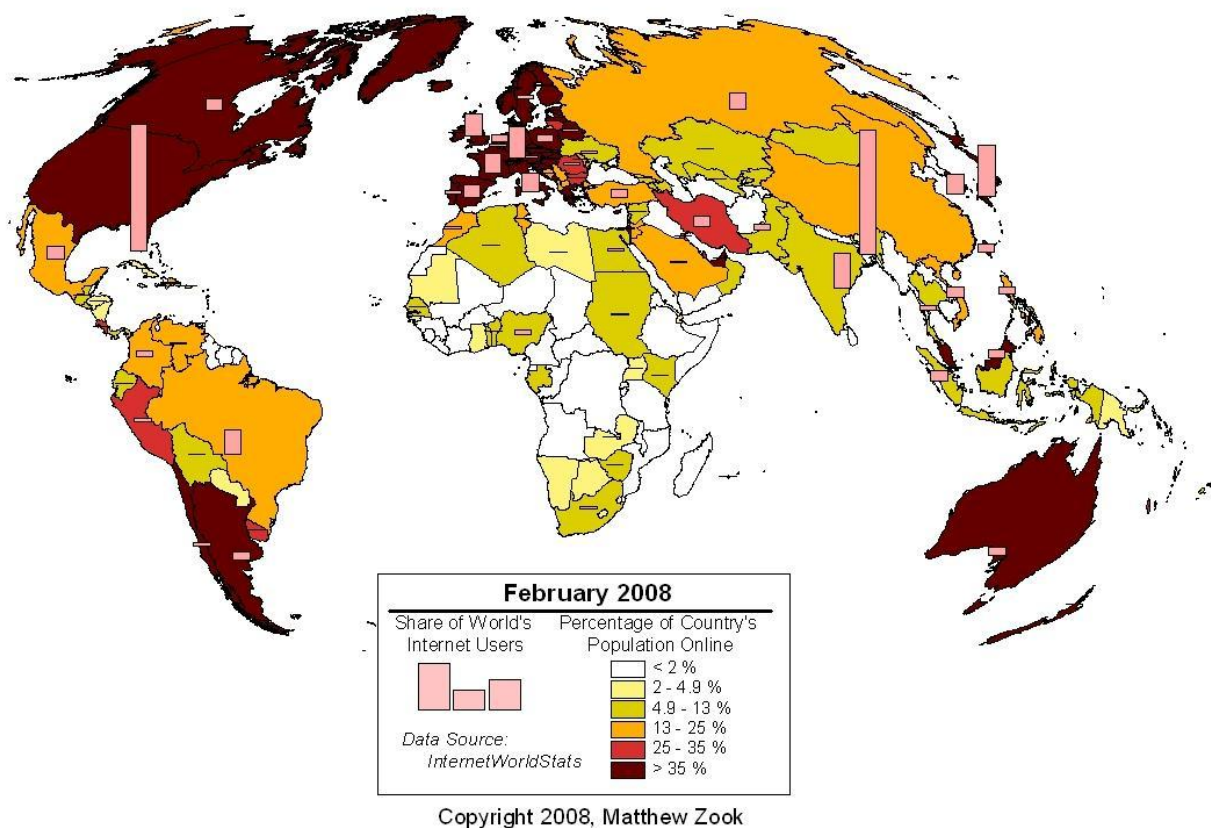 February 2008
Share of World's
Internet Users
Percentage of Country's
Population Online
< 2 %
2 - 4.9 %
4.9 - 13 %
13 - 25 %
25 - 35 %
> 35 %
Data Source:
InternetWorldStats
Copyright 2008, Matthew Zook